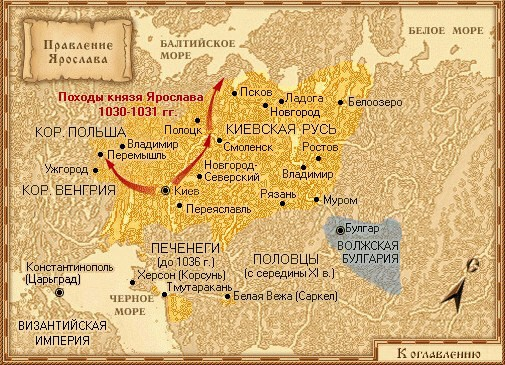 Правление
Ярослава
БАЛТИЙСКОЕ
МОРЕ
БЕЛОЕ МОРЕ
Походы князя Ярослава
1030-1031 гг.
Псков
Ладога
Новгород
Белоозеро
Полоцк
КИЕВСКАЯ РУСЬ
Смоленск
КОР. ПОЛЬША
Владимир
Перемышль
Ужгород
КОР. ВЕНГРИЯ
Новгород-
Северский
Ростов
Владимир
Киев
Переяславль
Рязань
Муром
Булгар
ВОЛЖСКАЯ
БУЛГАРИЯ
ПЕЧЕНЕГИ
(до 1036 г.)
ПОЛОВЦЫ
(с середины XI в.)
Константинополь
(Царьград)
Херсон (Корсунь)
Тмутаракань
Белая Вежа (Саркел)
ЧЕРНОЕ
МОРЕ
ВИЗАНТИЙСКАЯ
ИМПЕРИЯ
С
К оглавлению